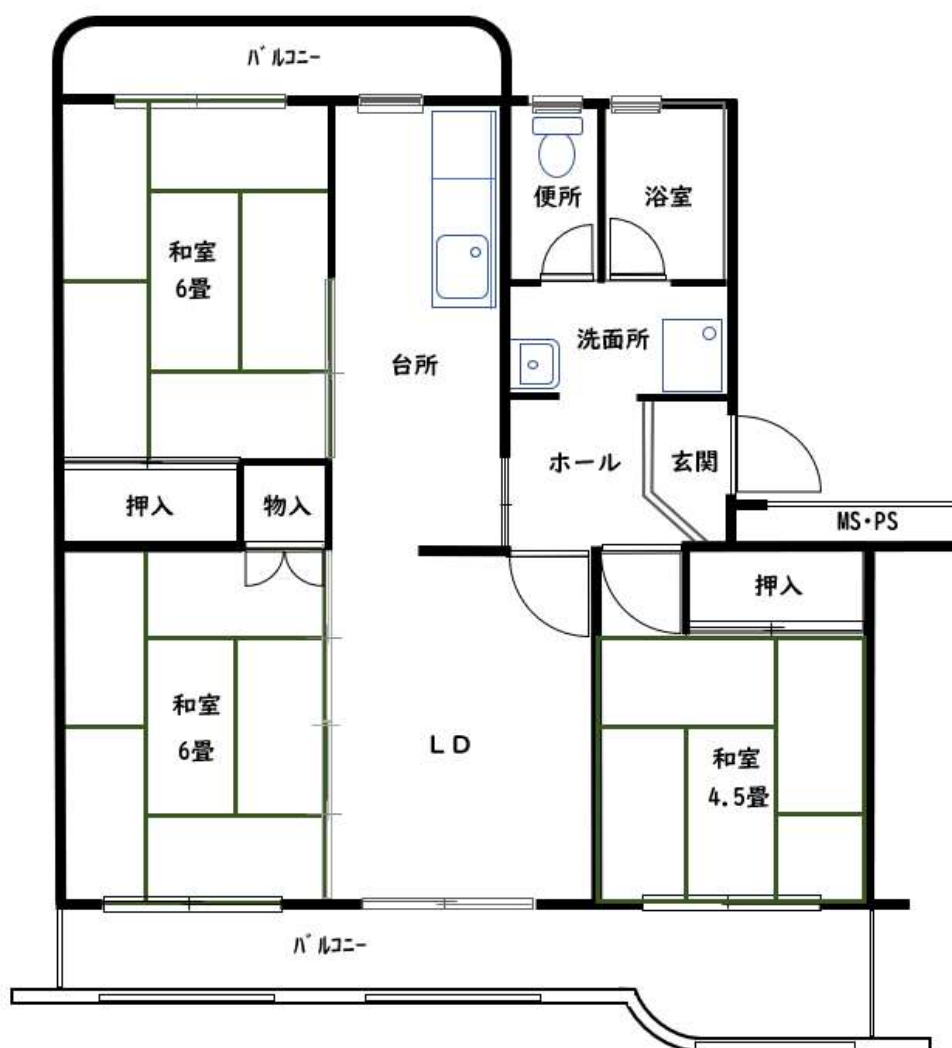 バルコニー
便所
浴室
和室
6畳
洗面所
台所
ホール
玄関
押入
物入
MS・PS
押入
和室
6畳
LD
和室
4.5畳
バルコニー